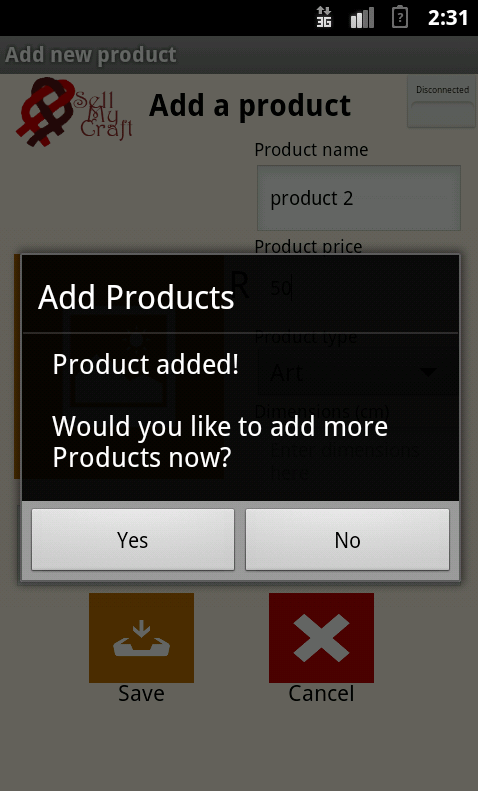 3G
?
2:31
Add new product
Sell
My
Craft
Add a product
Disconnected
Product name
product 2
Product price
R
50
Add Products
Product type
Product added!
Art
Dimensions (cm)
Would you like to add more
Products now?
Enter dimensions
here
Yes
No
Save
Cancel